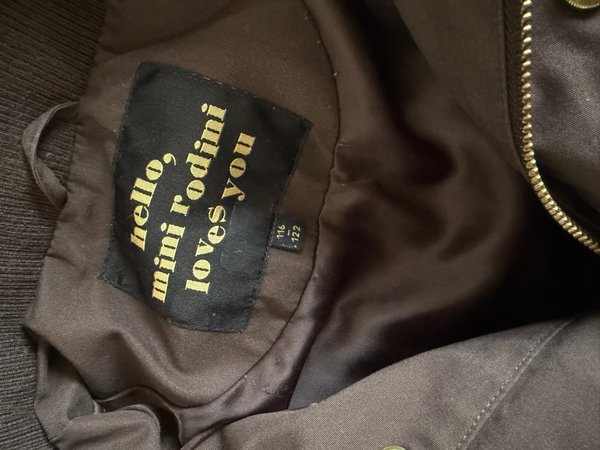 hello,
mini rodini
loves you
116
–
122